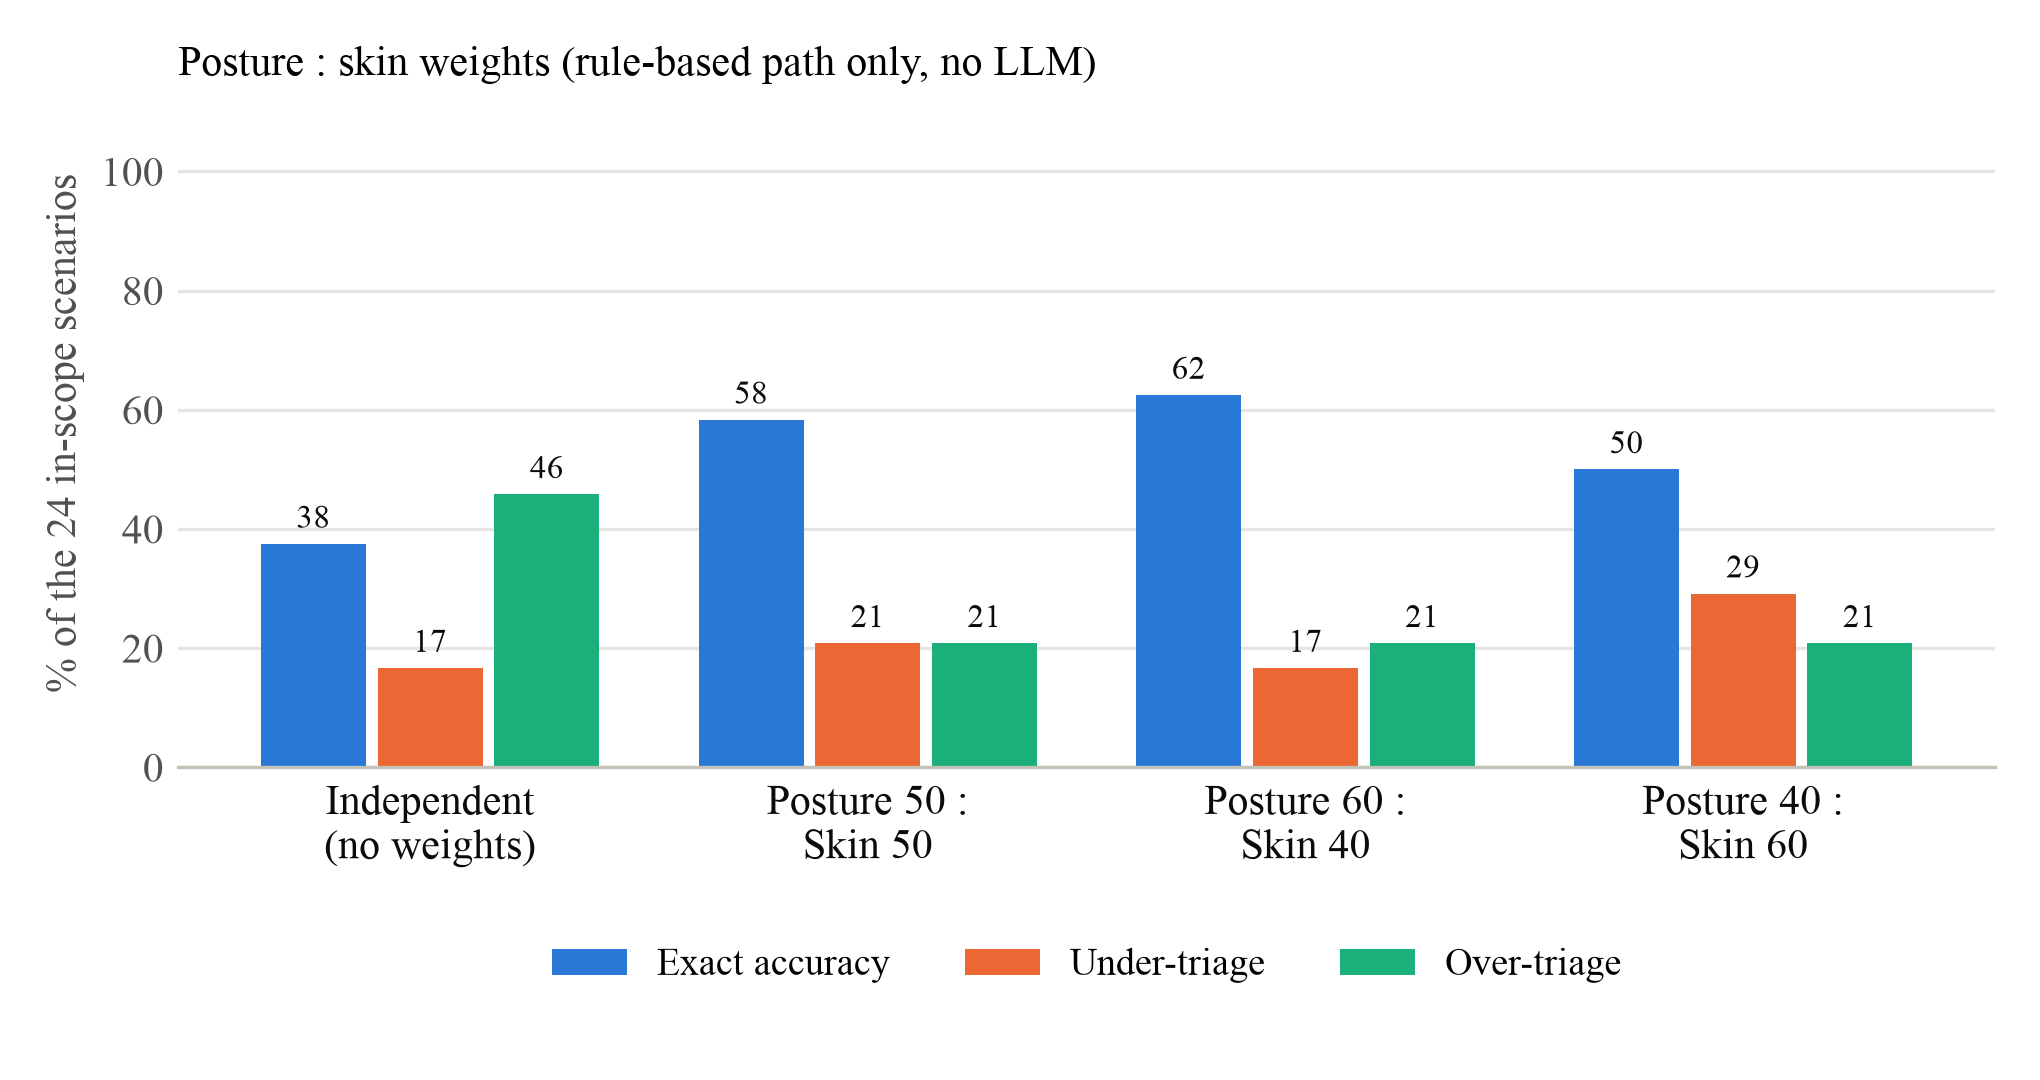 Posture : skin weights (rule-based path only, no LLM)
% of the 24 in-scope scenarios
100
80
60
40
20
0
38
17
46
58
21
21
62
17
21
50
29
21
Independent
(no weights)
Posture 50 :
Skin 50
Posture 60 :
Skin 40
Posture 40 :
Skin 60
Exact accuracy
Under-triage
Over-triage